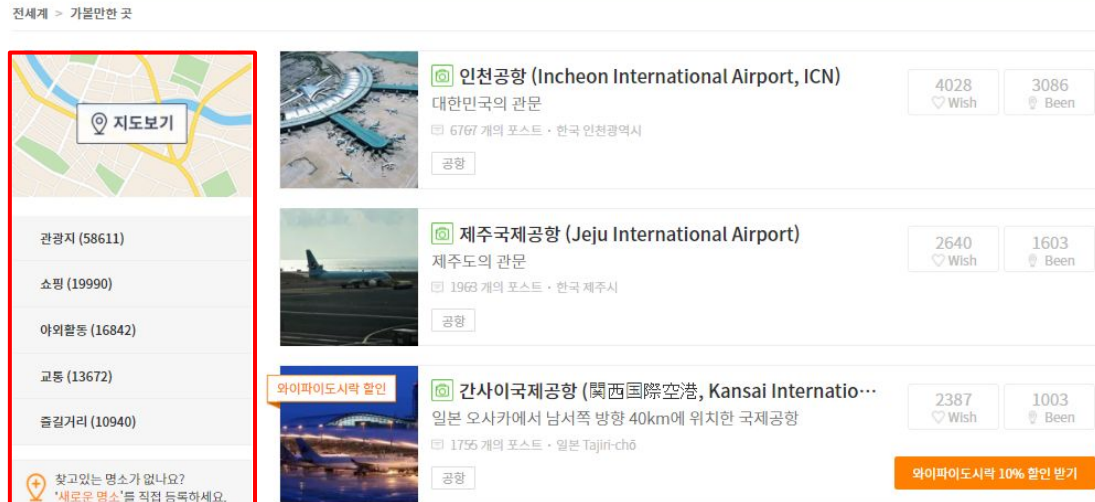 전세계 > 가볼만한 곳
지도보기
관광지 (58611)
쇼핑 (19990)
야외활동 (16842)
교통 (13672)
즐길거리 (10940)
찾고있는 명소가 없나요?
'새로운 명소'를 직접 등록하세요.
인천공항 (Incheon International Airport, ICN)
대한민국의 관문
6767 개의 포스트 · 한국 인천광역시
공항
4028 3086
Wish Been
제주국제공항 (Jeju International Airport)
제주도의 관문
1968 개의 포스트 · 한국 제주시
공항
2640 1603
Wish Been
와이파이도시락 할인
간사이국제공항 (関西国際空港, Kansai Internatio…
일본 오사카에서 남서쪽 방향 40km에 위치한 국제공항
1756 개의 포스트 · 일본 Tajiri-chō
공항
2387 1003
Wish Been
와이파이도시락 10% 할인 받기